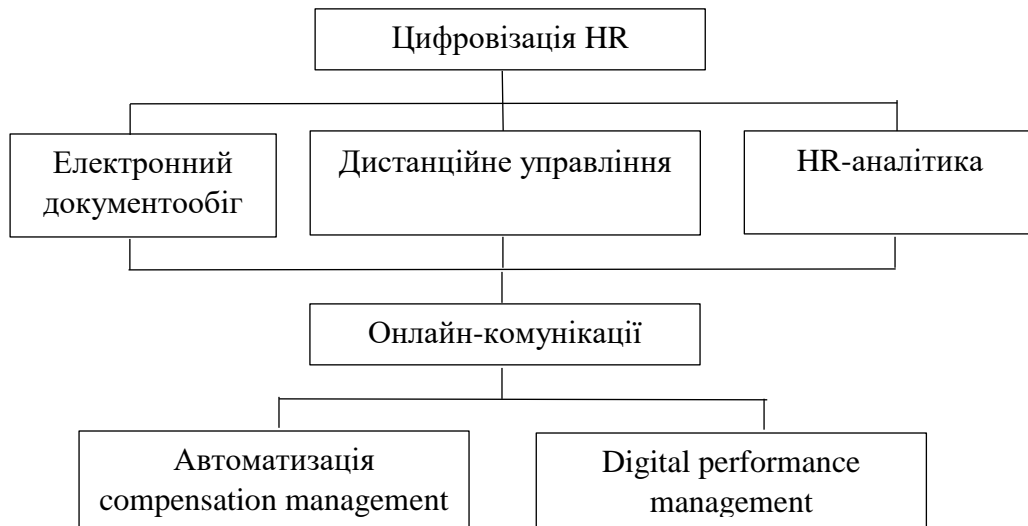 Цифровізація HR
Електронний
документообіг
Дистанційне управління
HR-аналітика
Онлайн-комунікації
Автоматизація
compensation management
Digital performance
management